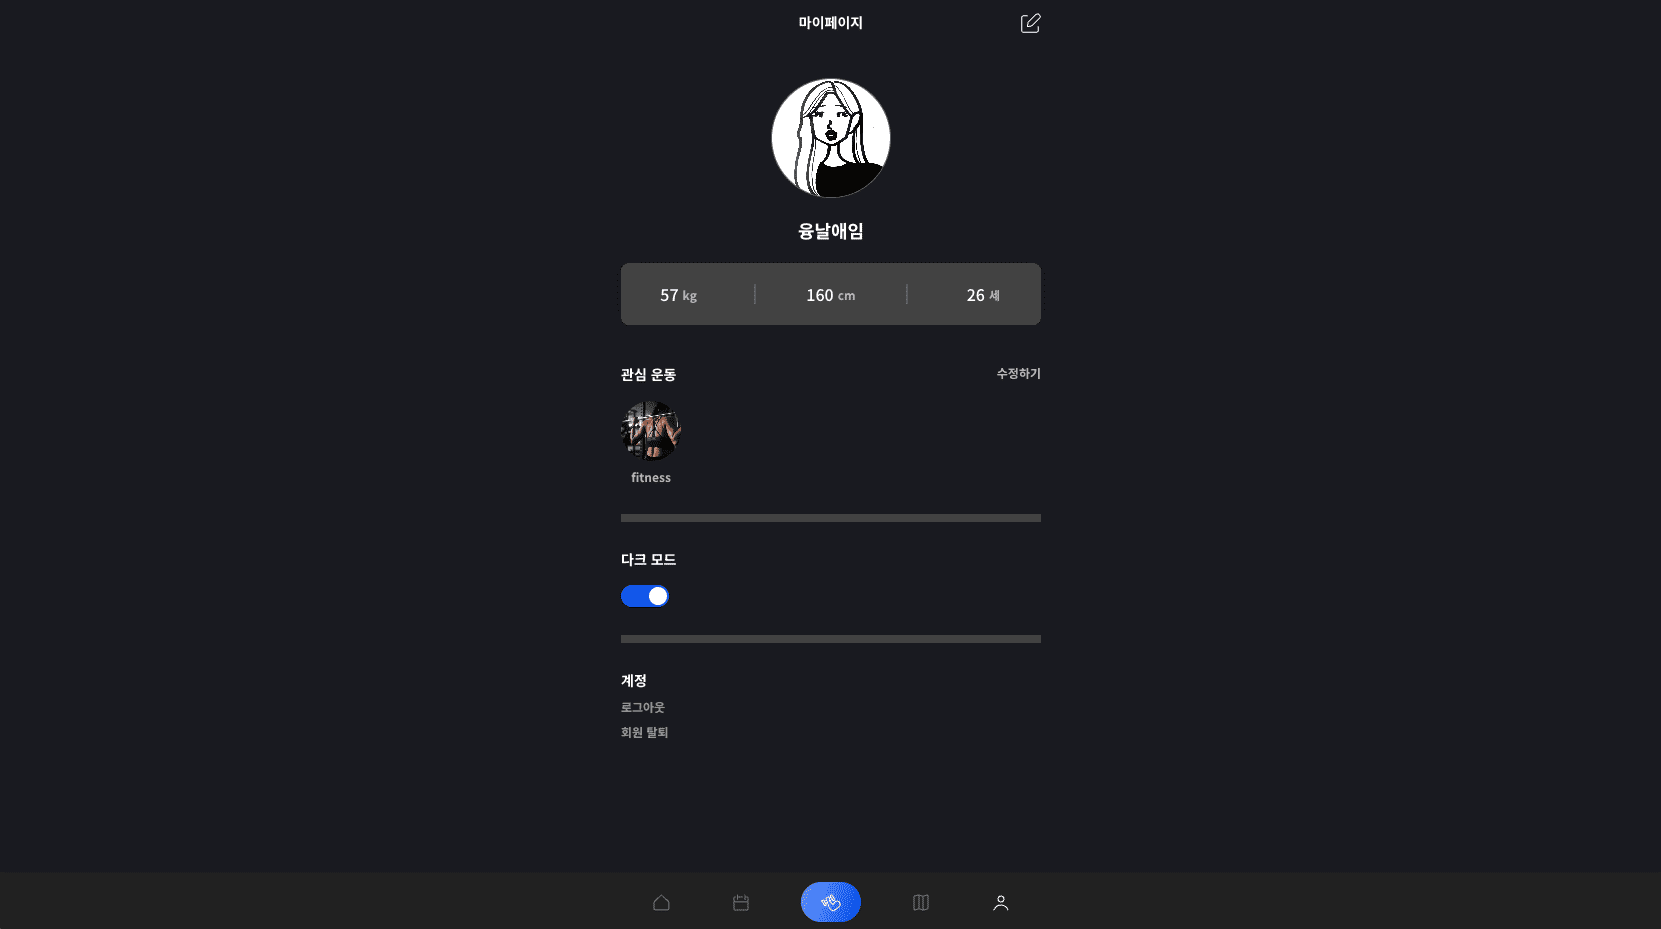 마이페이지
융날애임
57 kg 160 cm 26 세
관심 운동 수정하기
fitness
다크 모드
계정
로그아웃
회원 탈퇴